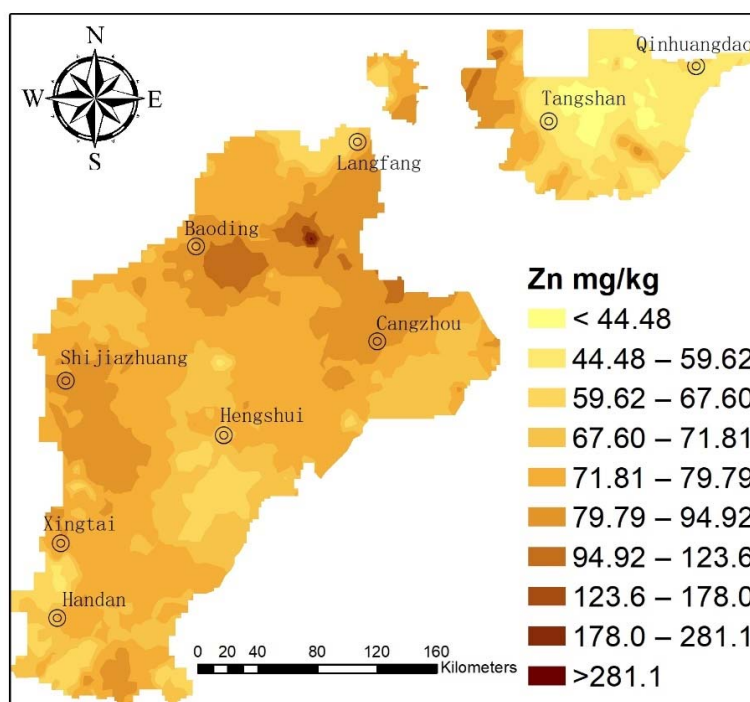 N
W E
S
Qinhuangdao
Tangshan
Langfang
Baoding
Cangzhou
Shijiazhuang
Hengshui
Xingtai
Handan
Zn mg/kg
< 44.48
44.48 – 59.62
59.62 – 67.60
67.60 – 71.81
71.81 – 79.79
79.79 – 94.92
94.92 – 123.6
123.6 – 178.0
178.0 – 281.1
>281.1
0 20 40 80 120 160
Kilometers